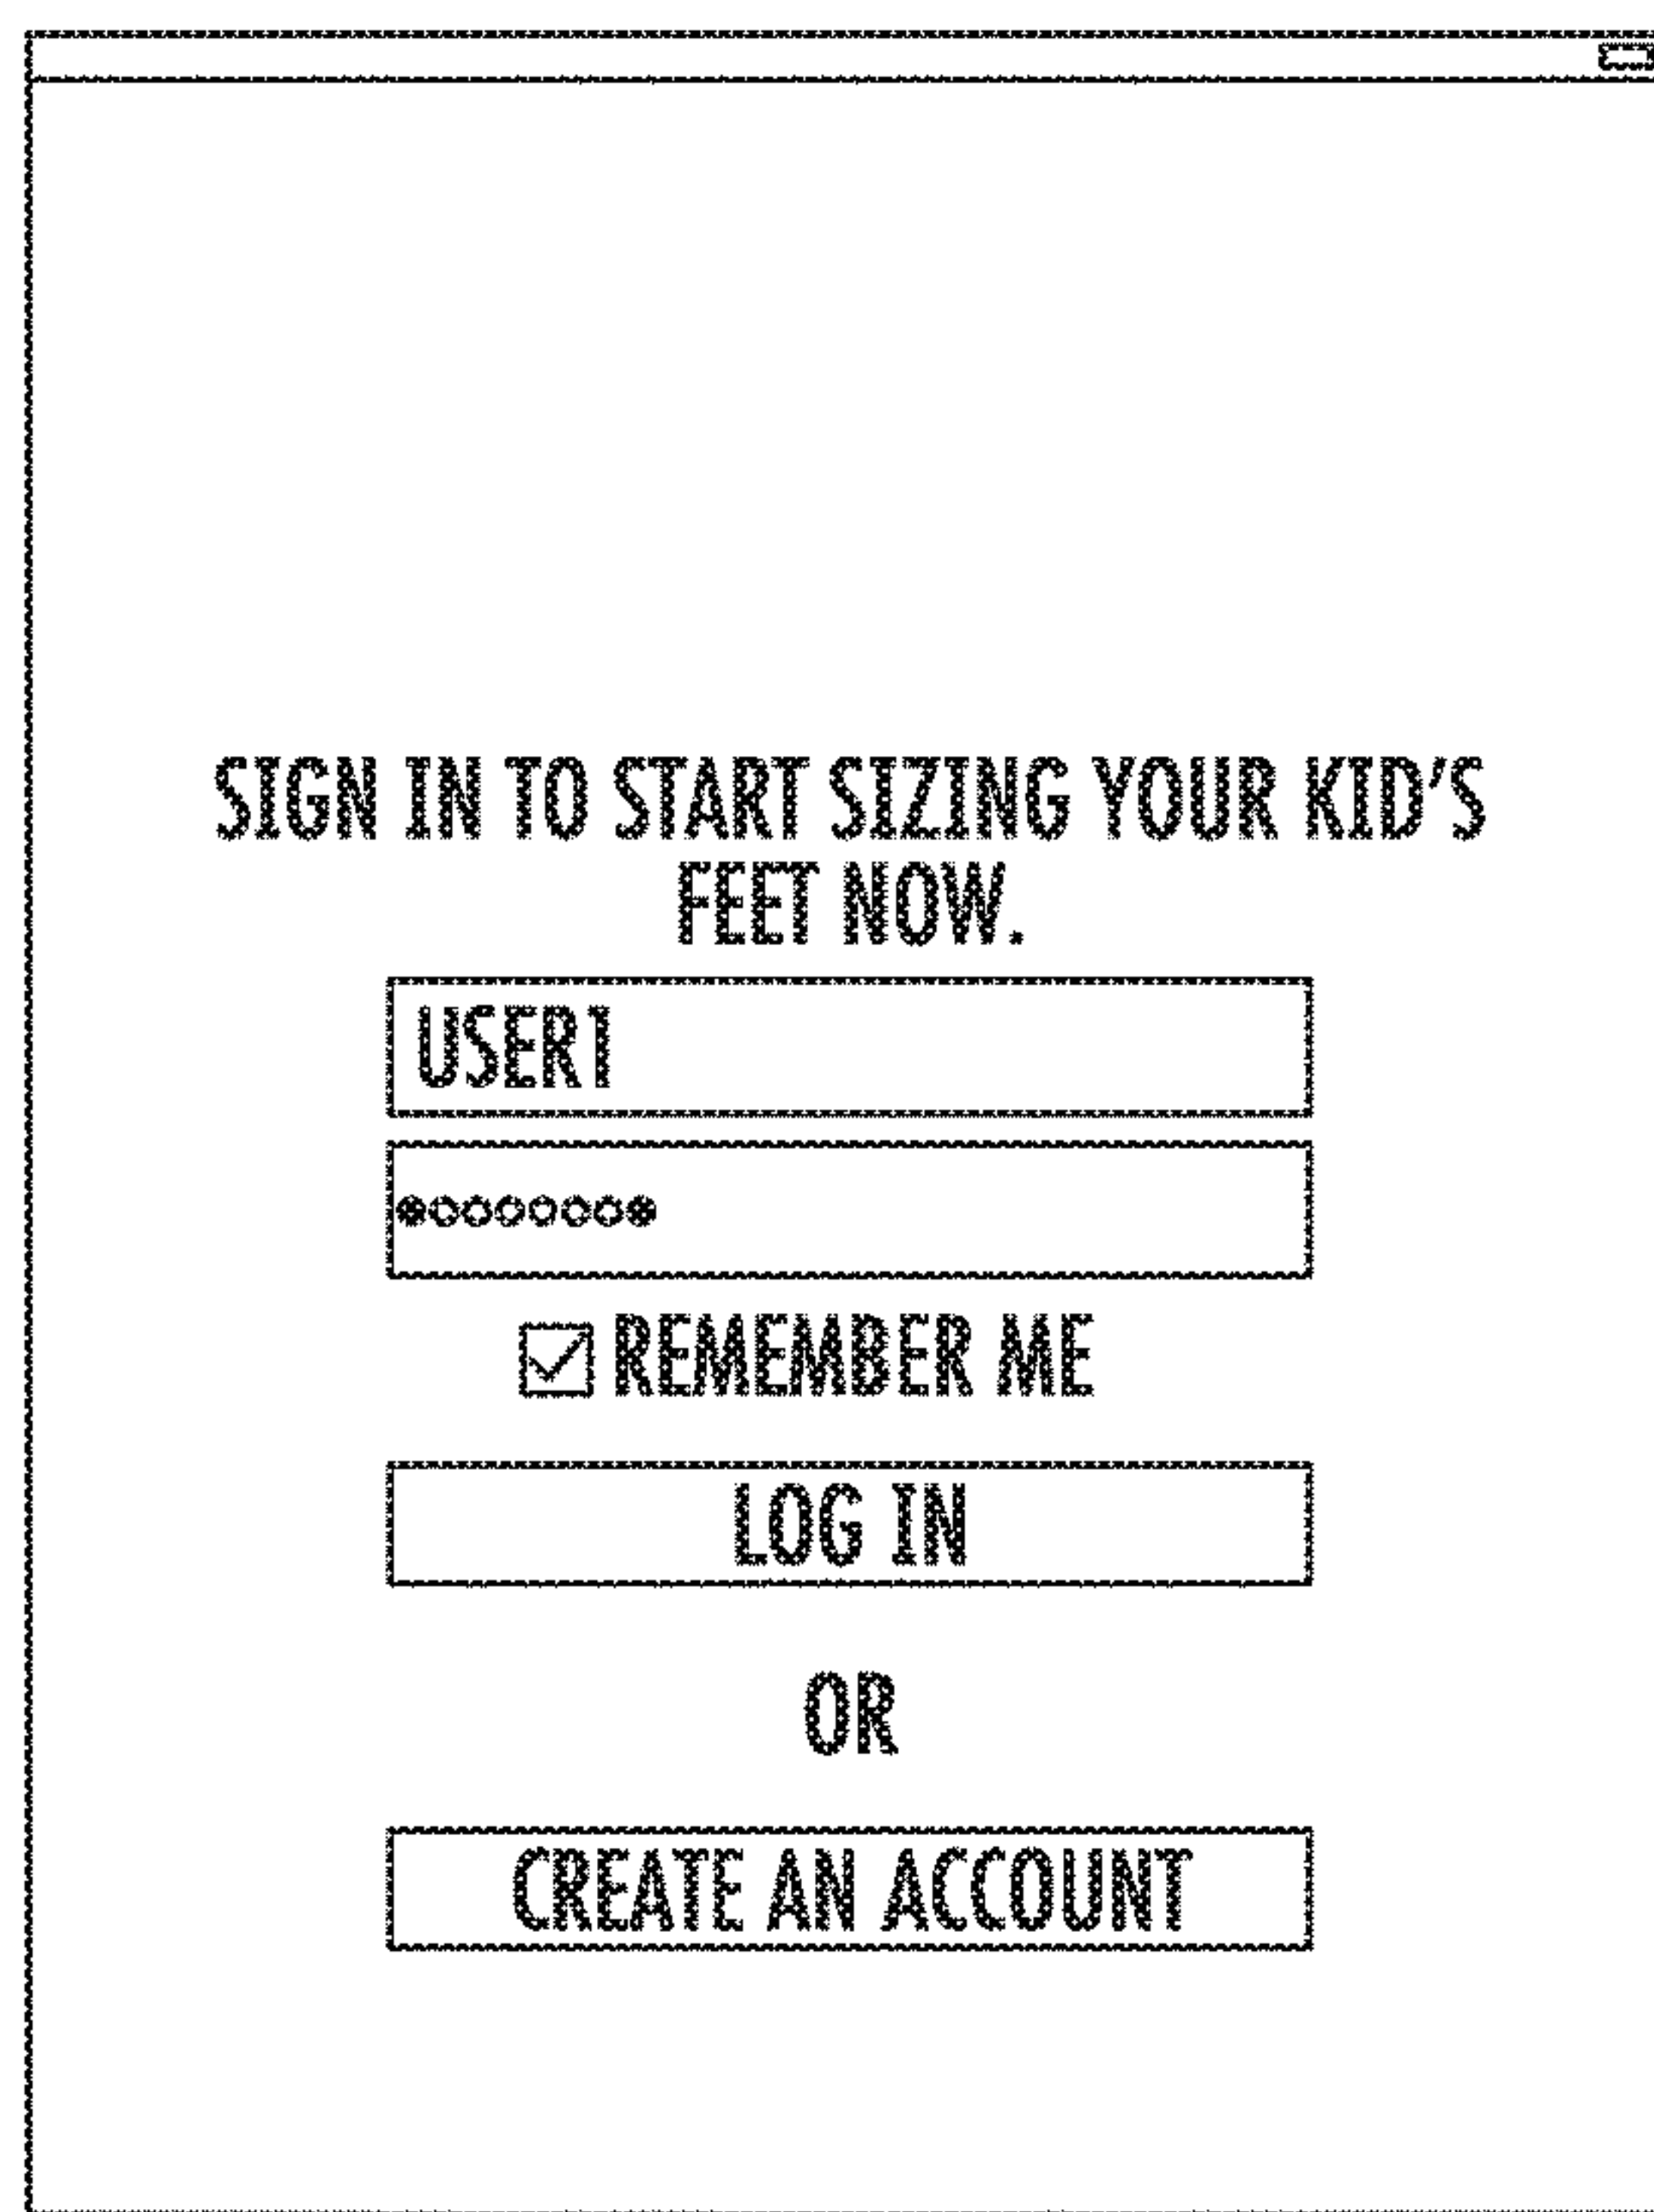 SIGN IN TO START SIZING YOUR KID'S
FEET NOW.
USER1
REMEMBER ME
LOG IN
OR
CREATE AN ACCOUNT